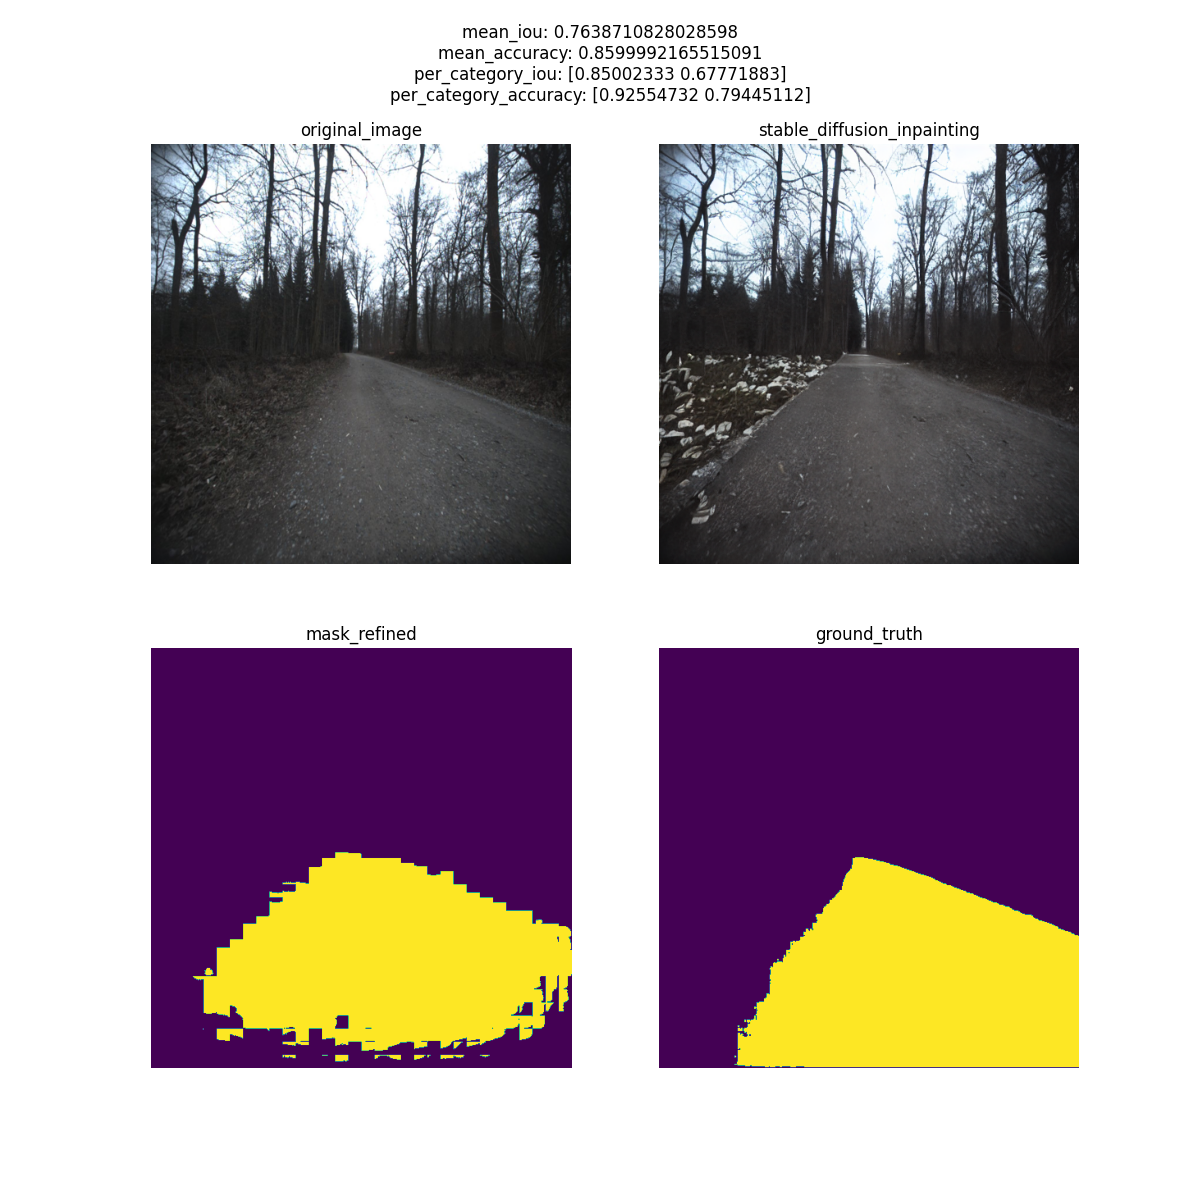 mean_iou: 0.7638710828028598
mean_accuracy: 0.8599992165515091
per_category_iou: [0.85002333 0.67771883]
per_category_accuracy: [0.92554732 0.79445112]
original_image
stable_diffusion_inpainting
mask_refined
ground_truth